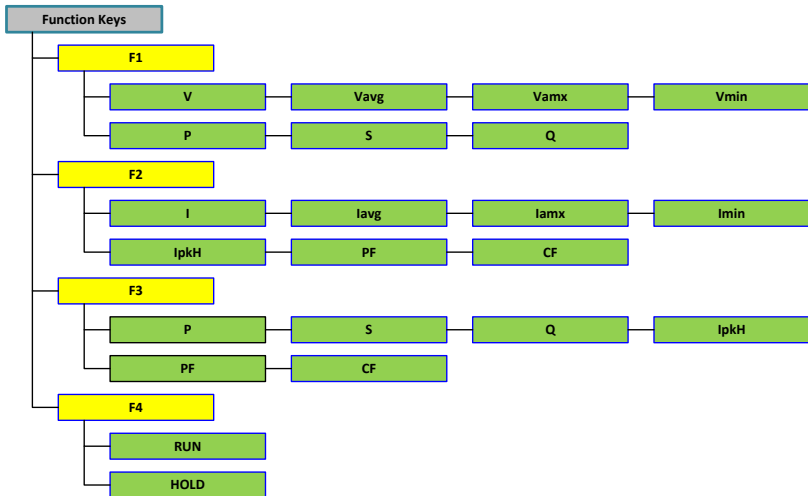 Function Keys
F1
V Vavg Vamx Vmin
P S Q
F2
I Iavg Iamx Imin
IpkH PF CF
F3
P S Q IpkH
PF CF
F4
RUN
HOLD